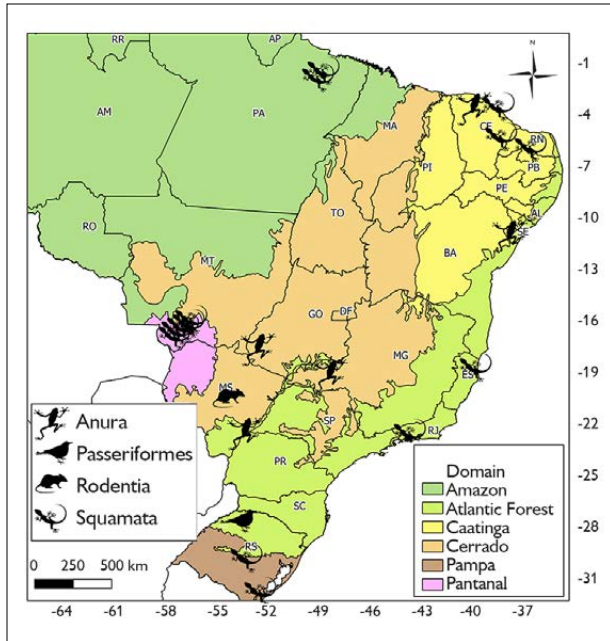 RR
AP
AM
PA
MA
CE
RN
PB
PI
PE
AL
SE
TO
RO
BA
MT
GO
DF
MG
MS
ES
SP
RJ
PR
SC
RS
N
-1
-4
-7
-10
-13
-16
-19
-22
-25
-28
-31
Anura
Passeriformes
Rodentia
Squamata
0 250 500 km
Domain
Amazon
Atlantic Forest
Caatinga
Cerrado
Pampa
Pantanal
-64 -61 -58 -55 -52 -49 -46 -43 -40 -37